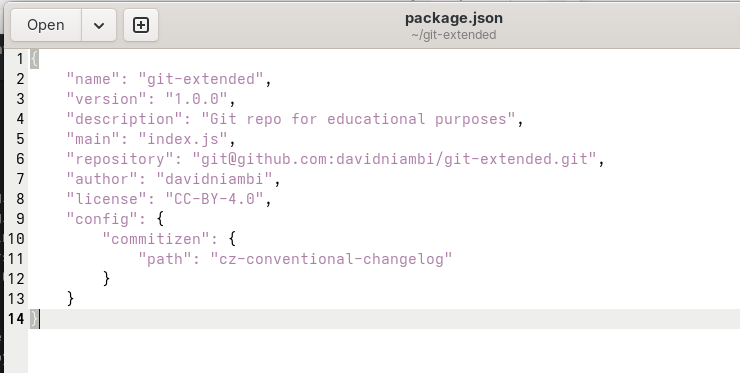 Open
package.json
~/git-extended
1 {
2     "name": "git-extended",
3     "version": "1.0.0",
4     "description": "Git repo for educational purposes",
5     "main": "index.js",
6     "repository": "git@github.com:davidniambi/git-extended.git",
7     "author": "davidniambi",
8     "license": "CC-BY-4.0",
9     "config": {
10         "commitizen": {
11             "path": "cz-conventional-changelog"
12         }
13     }
14 }